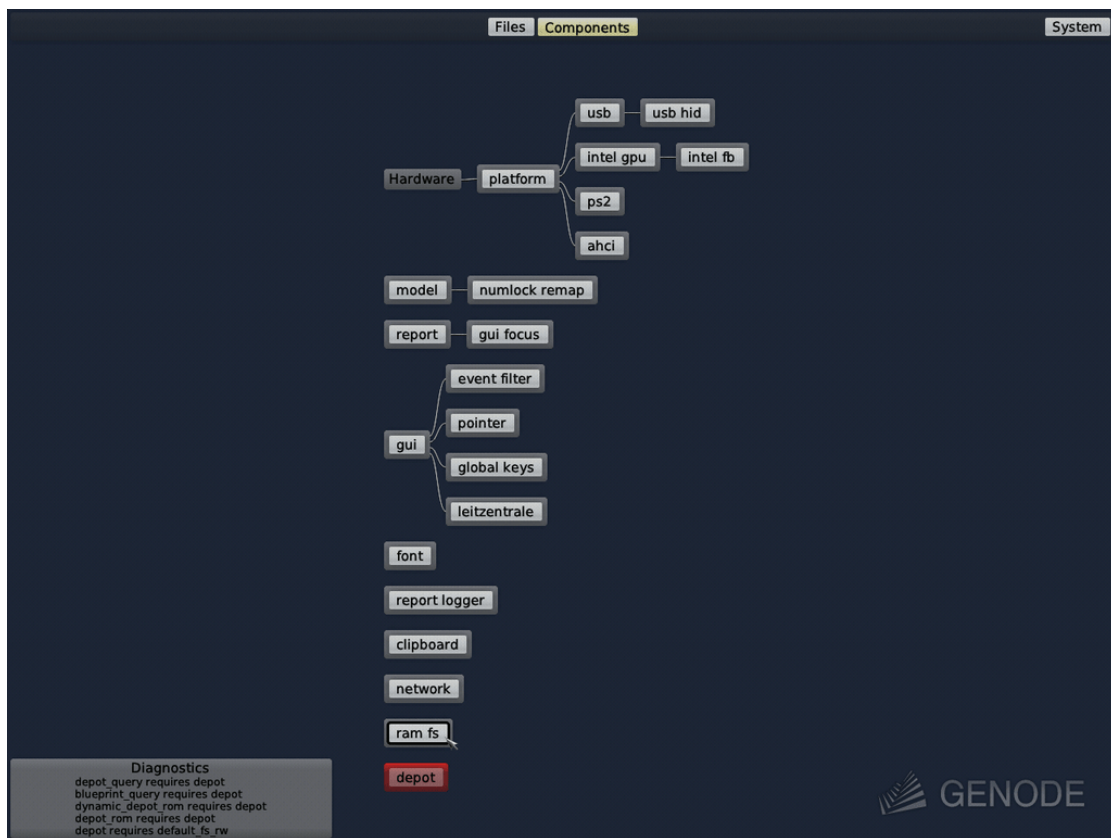 Files Components System
usb usb hid
intel gpu intel fb
Hardware platform
ps2
ahci
model numlock remap
report gui focus
event filter
pointer
gui
global keys
leitzentrale
font
report logger
clipboard
network
ram fs
depot
Diagnostics
depot_query requires depot
blueprint_query requires depot
dynamic_depot_rom requires depot
depot_rom requires depot
depot requires default_fs_rw
GENODE